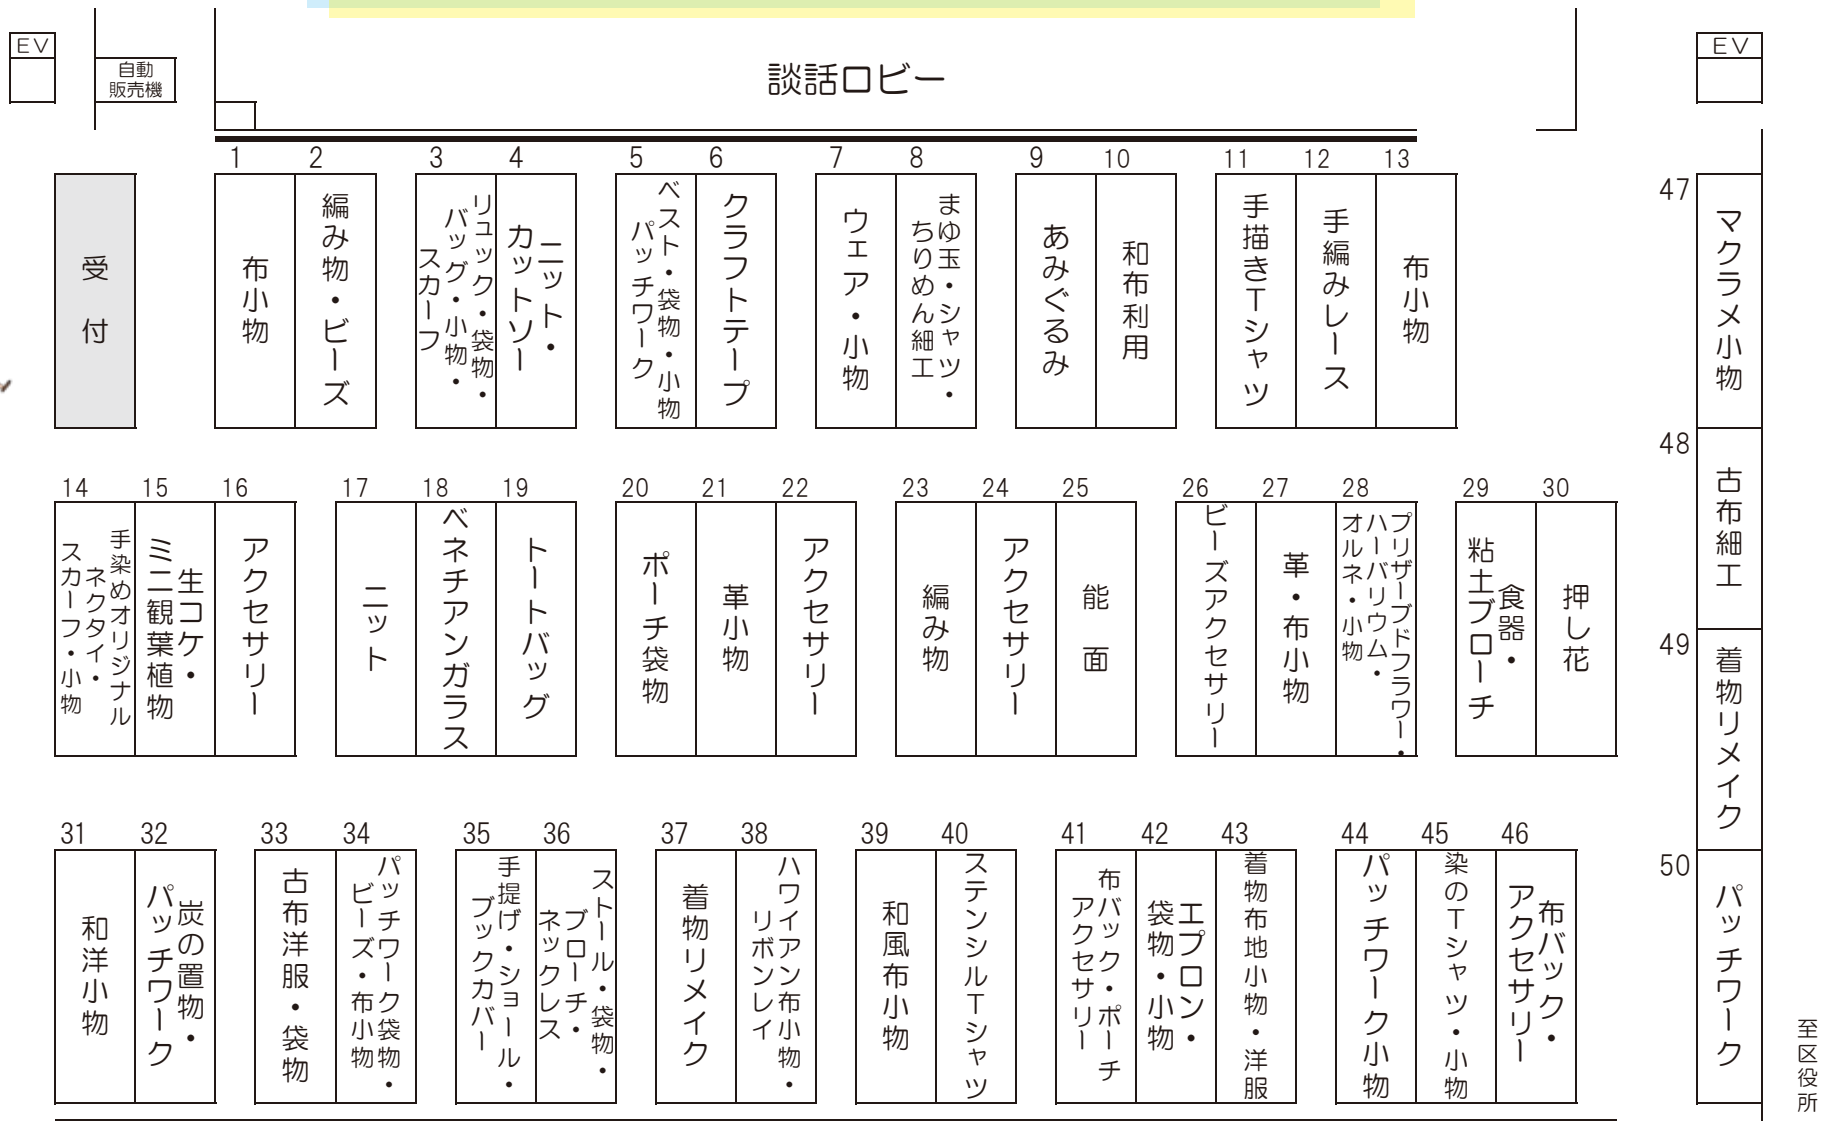 EV
自動
販売機
談話ロビー
EV
受付
1
布小物
2
編み物・ビーズ
3
リュック・袋物・
バッグ・小物・
スカーフ
4
ニット・
カットソー
5
ベスト・袋物・小物
パッチワーク
6
クラフトテープ
7
ウェア・小物
8
まゆ玉・シャツ・
ちりめん細工
9
あみぐるみ
10
和布利用
11
手描きTシャツ
12
手編みレース
13
布小物
14
手染めオリジナル
ネクタイ・
スカーフ・小物
15
生コケ・
ミニ観葉植物
16
アクセサリー
17
ニット
18
ベネチアンガラス
19
トートバッグ
20
ポーチ袋物
21
革小物
22
アクセサリー
23
編み物
24
アクセサリー
25
能面
26
ビーズアクセサリー
27
革・布小物
28
プリザーブドフラワー・
ハーバリウム・
オルネ・小物
29
食器・
粘土ブローチ
30
押し花
31
和洋小物
32
炭の置物・
パッチワーク
33
古布洋服・袋物
34
パッチワーク袋物・
ビーズ・布小物
35
手提げ・ショール・
ブックカバー
36
ストール・袋物・
ブローチ・
ネックレス
37
着物リメイク
38
ハワイアン布小物・
リボンレイ
39
和風布小物
40
ステンシルTシャツ
41
布バック・ポーチ
アクセサリー
42
エプロン・
袋物・小物
43
着物布地小物・洋服
44
パッチワーク小物
45
染のTシャツ・小物
46
布バック・
アクセサリー
47
マクラメ小物
48
古布細工
49
着物リメイク
50
パッチワーク
至区役所